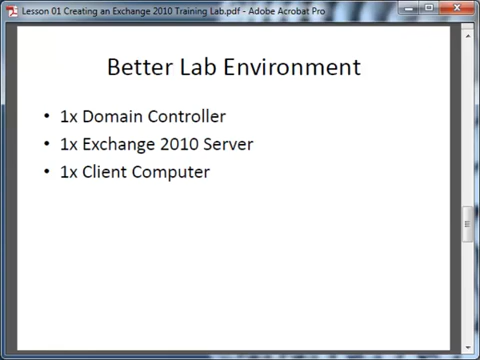 Lesson 01 Creating an Exchange 2010 Training Lab.pdf - Adobe Acrobat Pro
Better Lab Environment
• 1x Domain Controller
• 1x Exchange 2010 Server
• 1x Client Computer